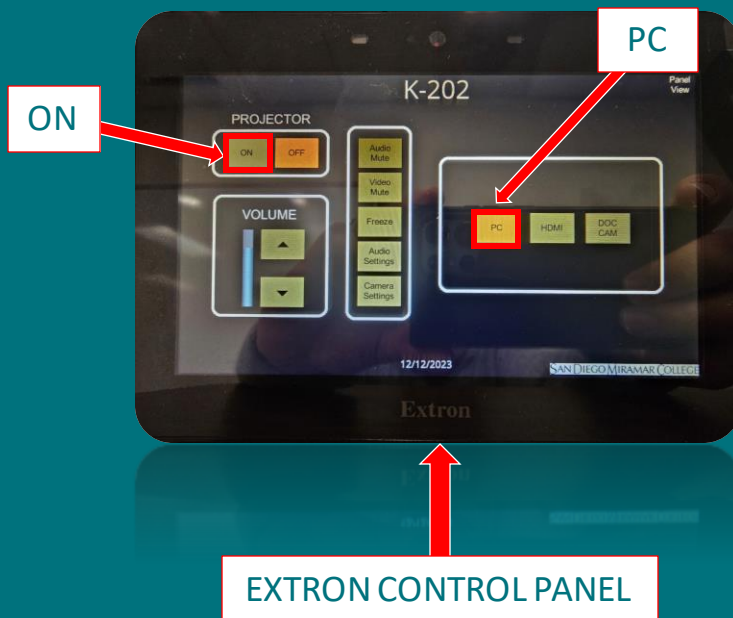 PC
ON
K-202
Panel
View
PROJECTOR
ON
OFF
VOLUME
Audio
Mute
Video
Mute
Freeze
Audio
Settings
Camera
Settings
PC
HDMI
DOC
CAM
12/12/2023
SAN DIEGO MIRAMAR COLLEGE
Extron
EXTRON CONTROL PANEL